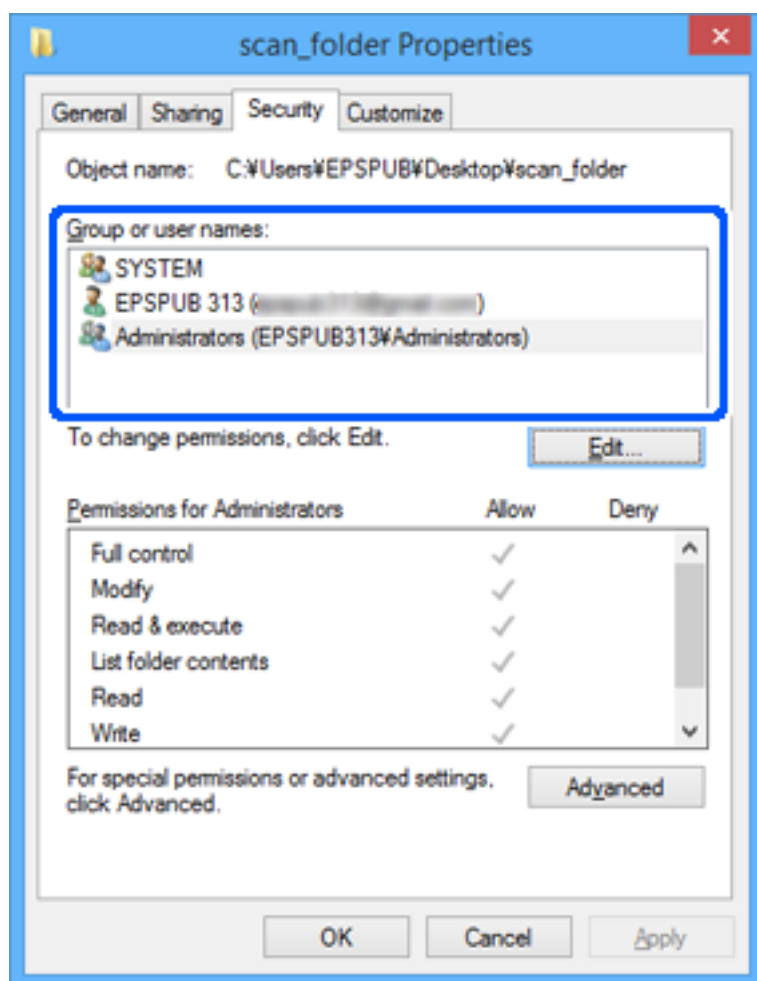 scan_folder Properties
General Sharing Security Customize
Object name: C:¥Users¥EPSPUB¥Desktop¥scan_folder
Group or user names:
SYSTEM
EPSPUB 313 ( )
Administrators (EPSPUB313¥Administrators)
To change permissions, click Edit.
Edit...
Permissions for Administrators Allow Deny
Full control
Modify
Read & execute
List folder contents
Read
Write
For special permissions or advanced settings,
click Advanced.
Advanced
OK Cancel Apply